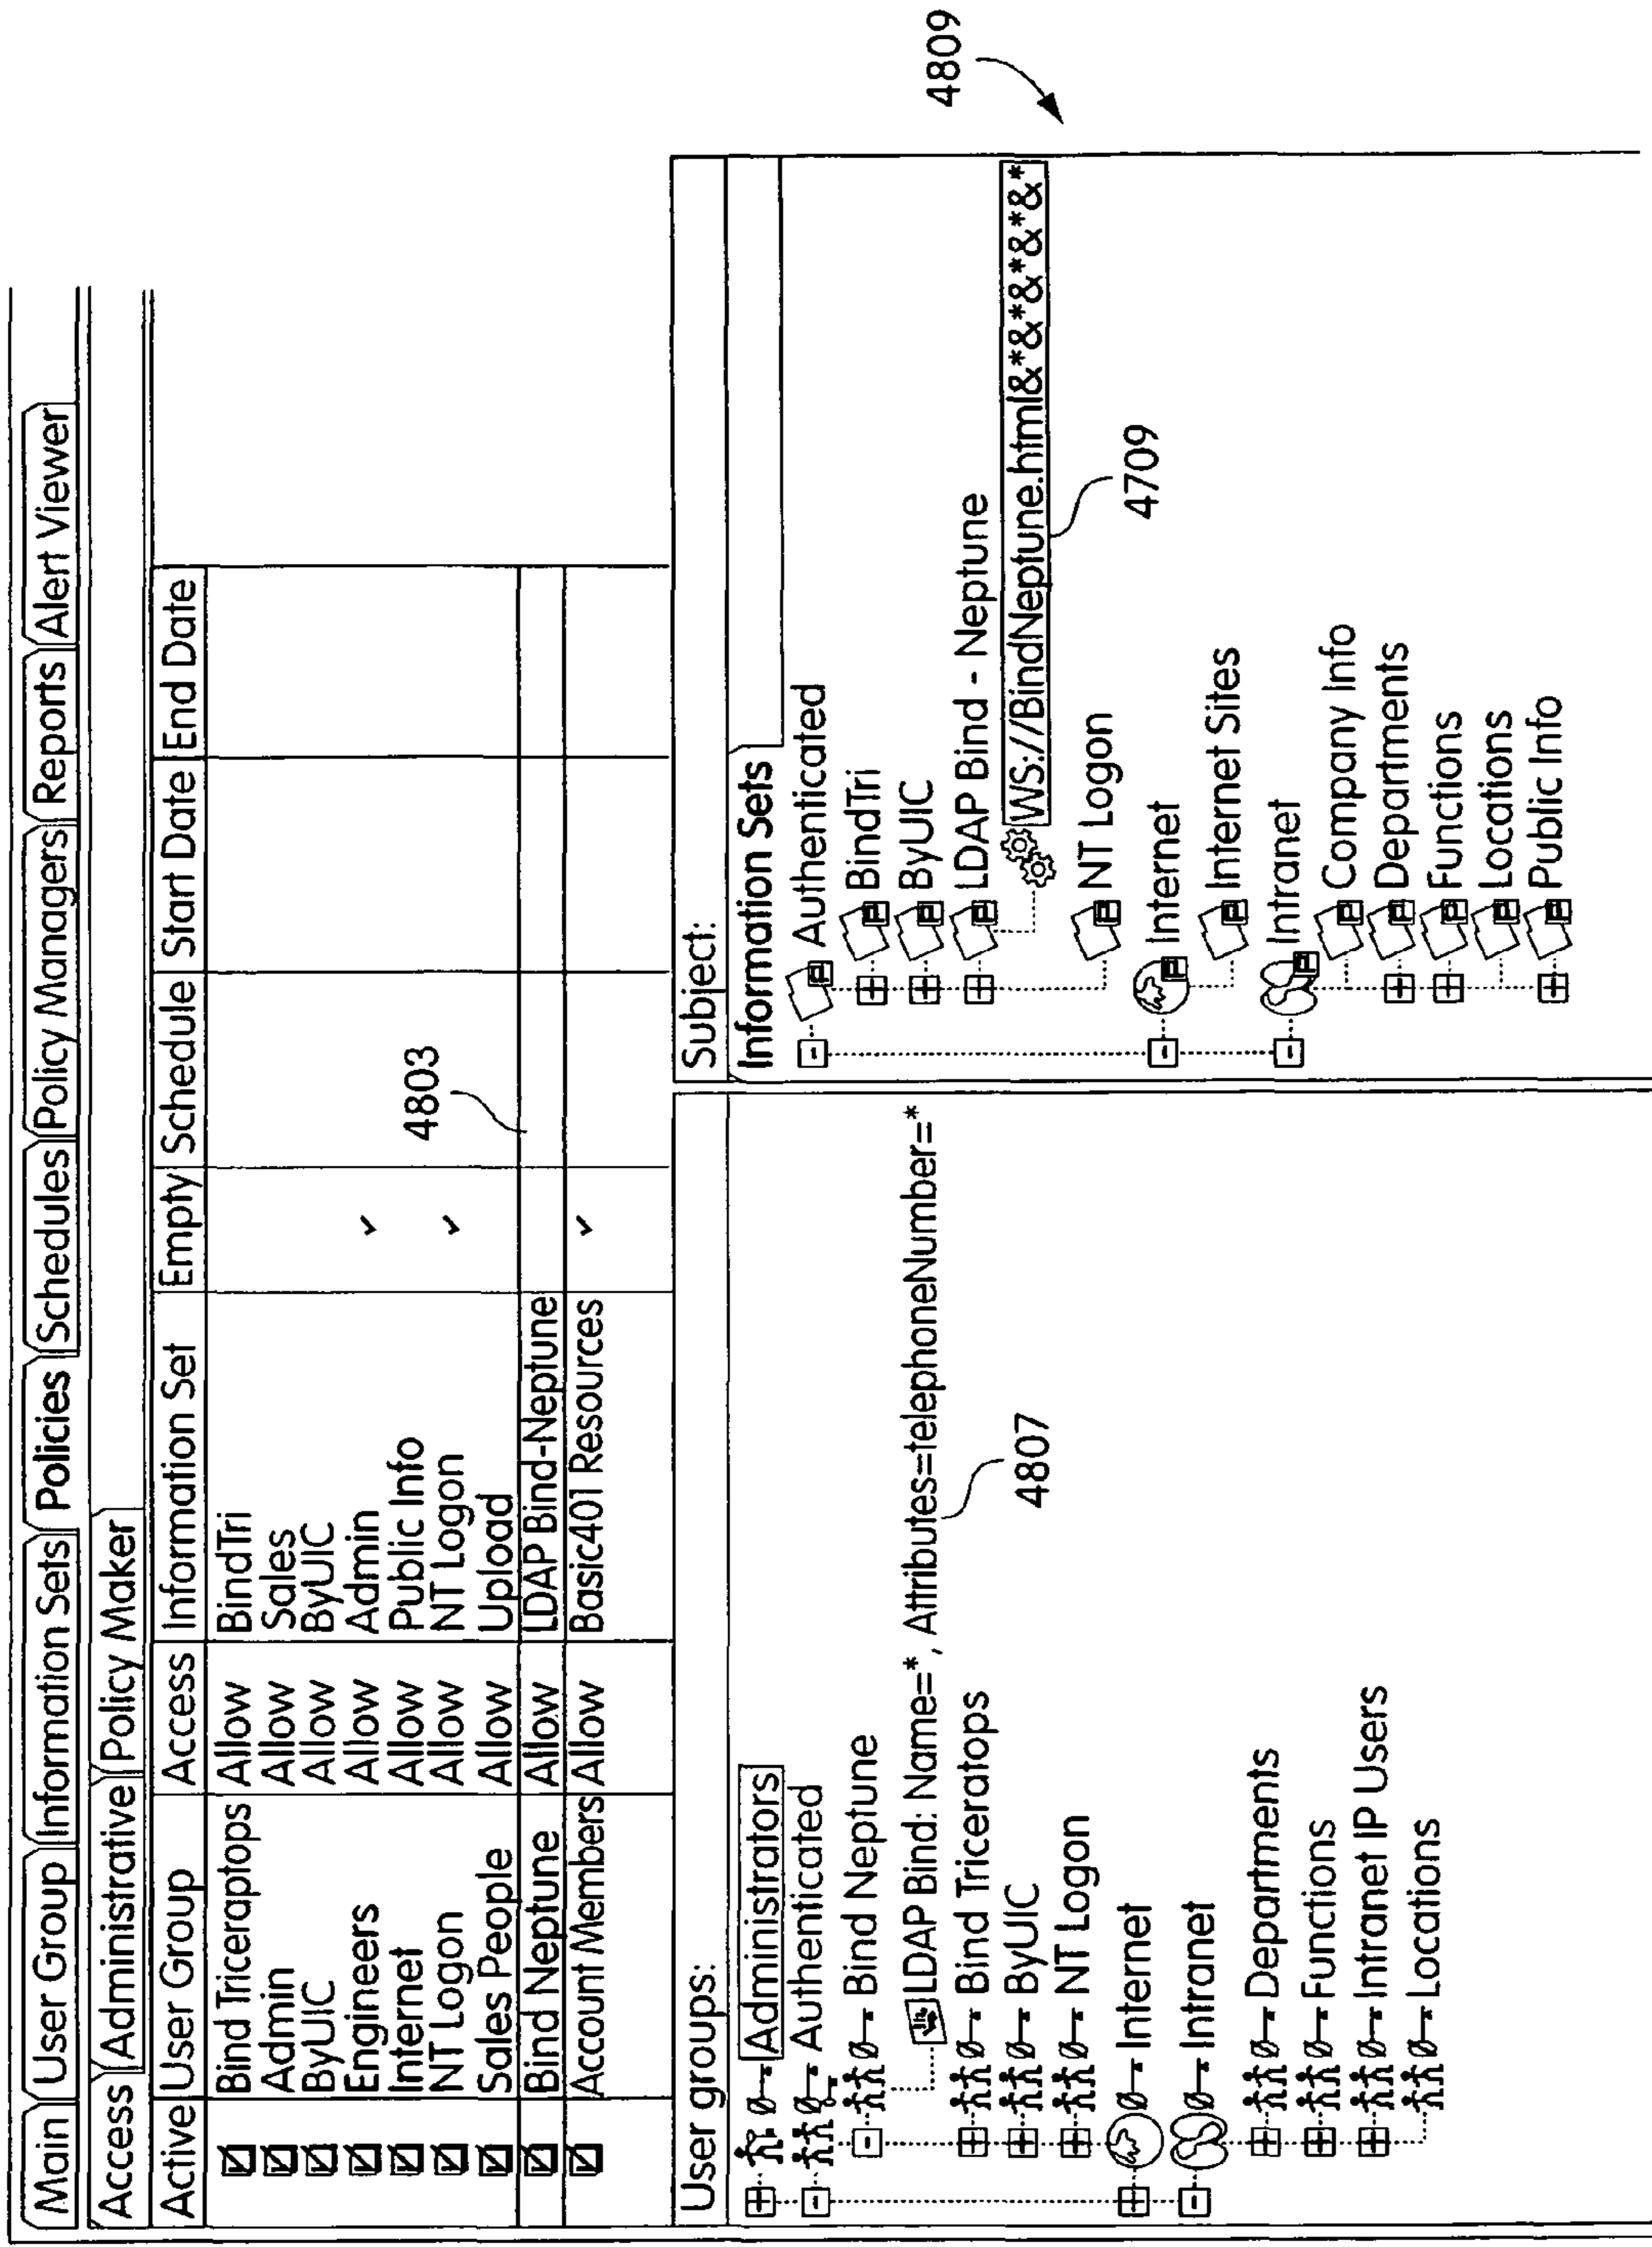 Main User Group Information Sets Policies Schedules Policy Managers Reports Alert Viewer
Access Administrative Policy Maker
Active User Group Access Information Set Empty Schedule Start Date End Date
Bind Triceraptops Allow BindTri
Admin Allow Sales
ByUIC Allow ByUIC
Engineers Allow Admin
Internet Allow Public Info
NT Logon Allow NT Logon
Sales People Allow Upload
Bind Neptune Allow LDAP Bind-Neptune
Account Members Allow Basic401 Resources
4803
User groups:
Administrators
Authenticated
Bind Neptune
LDAP Bind: Name=*, Attributes=telephoneNumber=*
4807
Bind Triceratops
ByUIC
NT Logon
Internet
Intranet
Departments
Functions
Intranet IP Users
Locations
Subject:
Information Sets
Authenticated
BindTri
ByUIC
LDAP Bind - Neptune
WS://BindNeptune.html&*&*&*&*&*
4709
NT Logon
Internet
Internet Sites
Intranet
Company Info
Departments
Functions
Locations
Public Info
4809